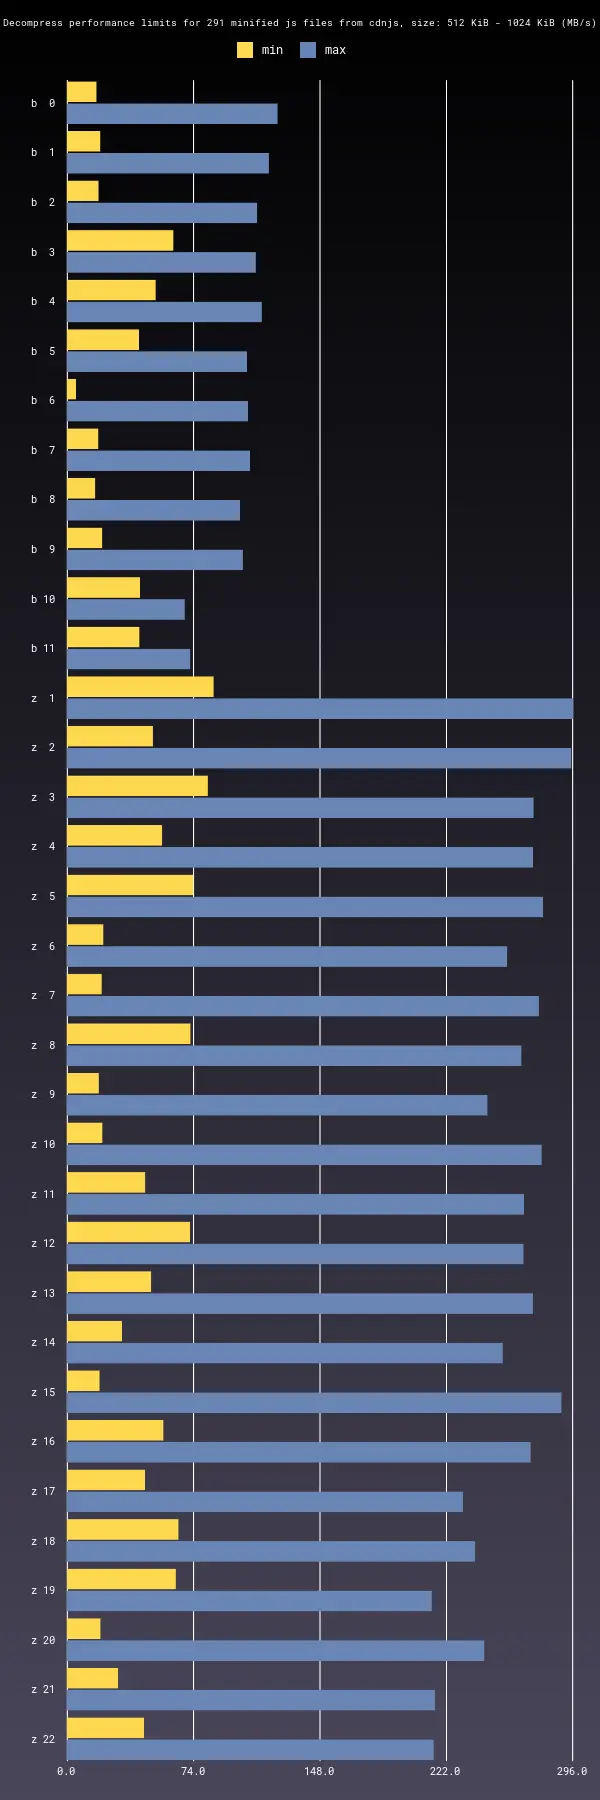 Decompress performance limits for 291 minified js files from cdnjs, size: 512 KiB - 1024 KiB (MB/s)
min max
b 0
b 1
b 2
b 3
b 4
b 5
b 6
b 7
b 8
b 9
b 10
b 11
z 1
z 2
z 3
z 4
z 5
z 6
z 7
z 8
z 9
z 10
z 11
z 12
z 13
z 14
z 15
z 16
z 17
z 18
z 19
z 20
z 21
z 22
0.0 74.0 148.0 222.0 296.0